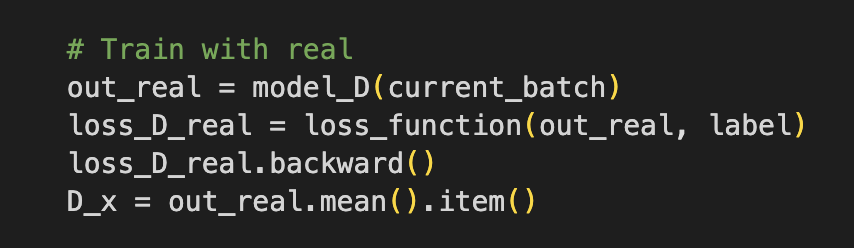 # Train with real
out_real = model_D(current_batch)
loss_D_real = loss_function(out_real, label)
loss_D_real.backward()
D_x = out_real.mean().item()